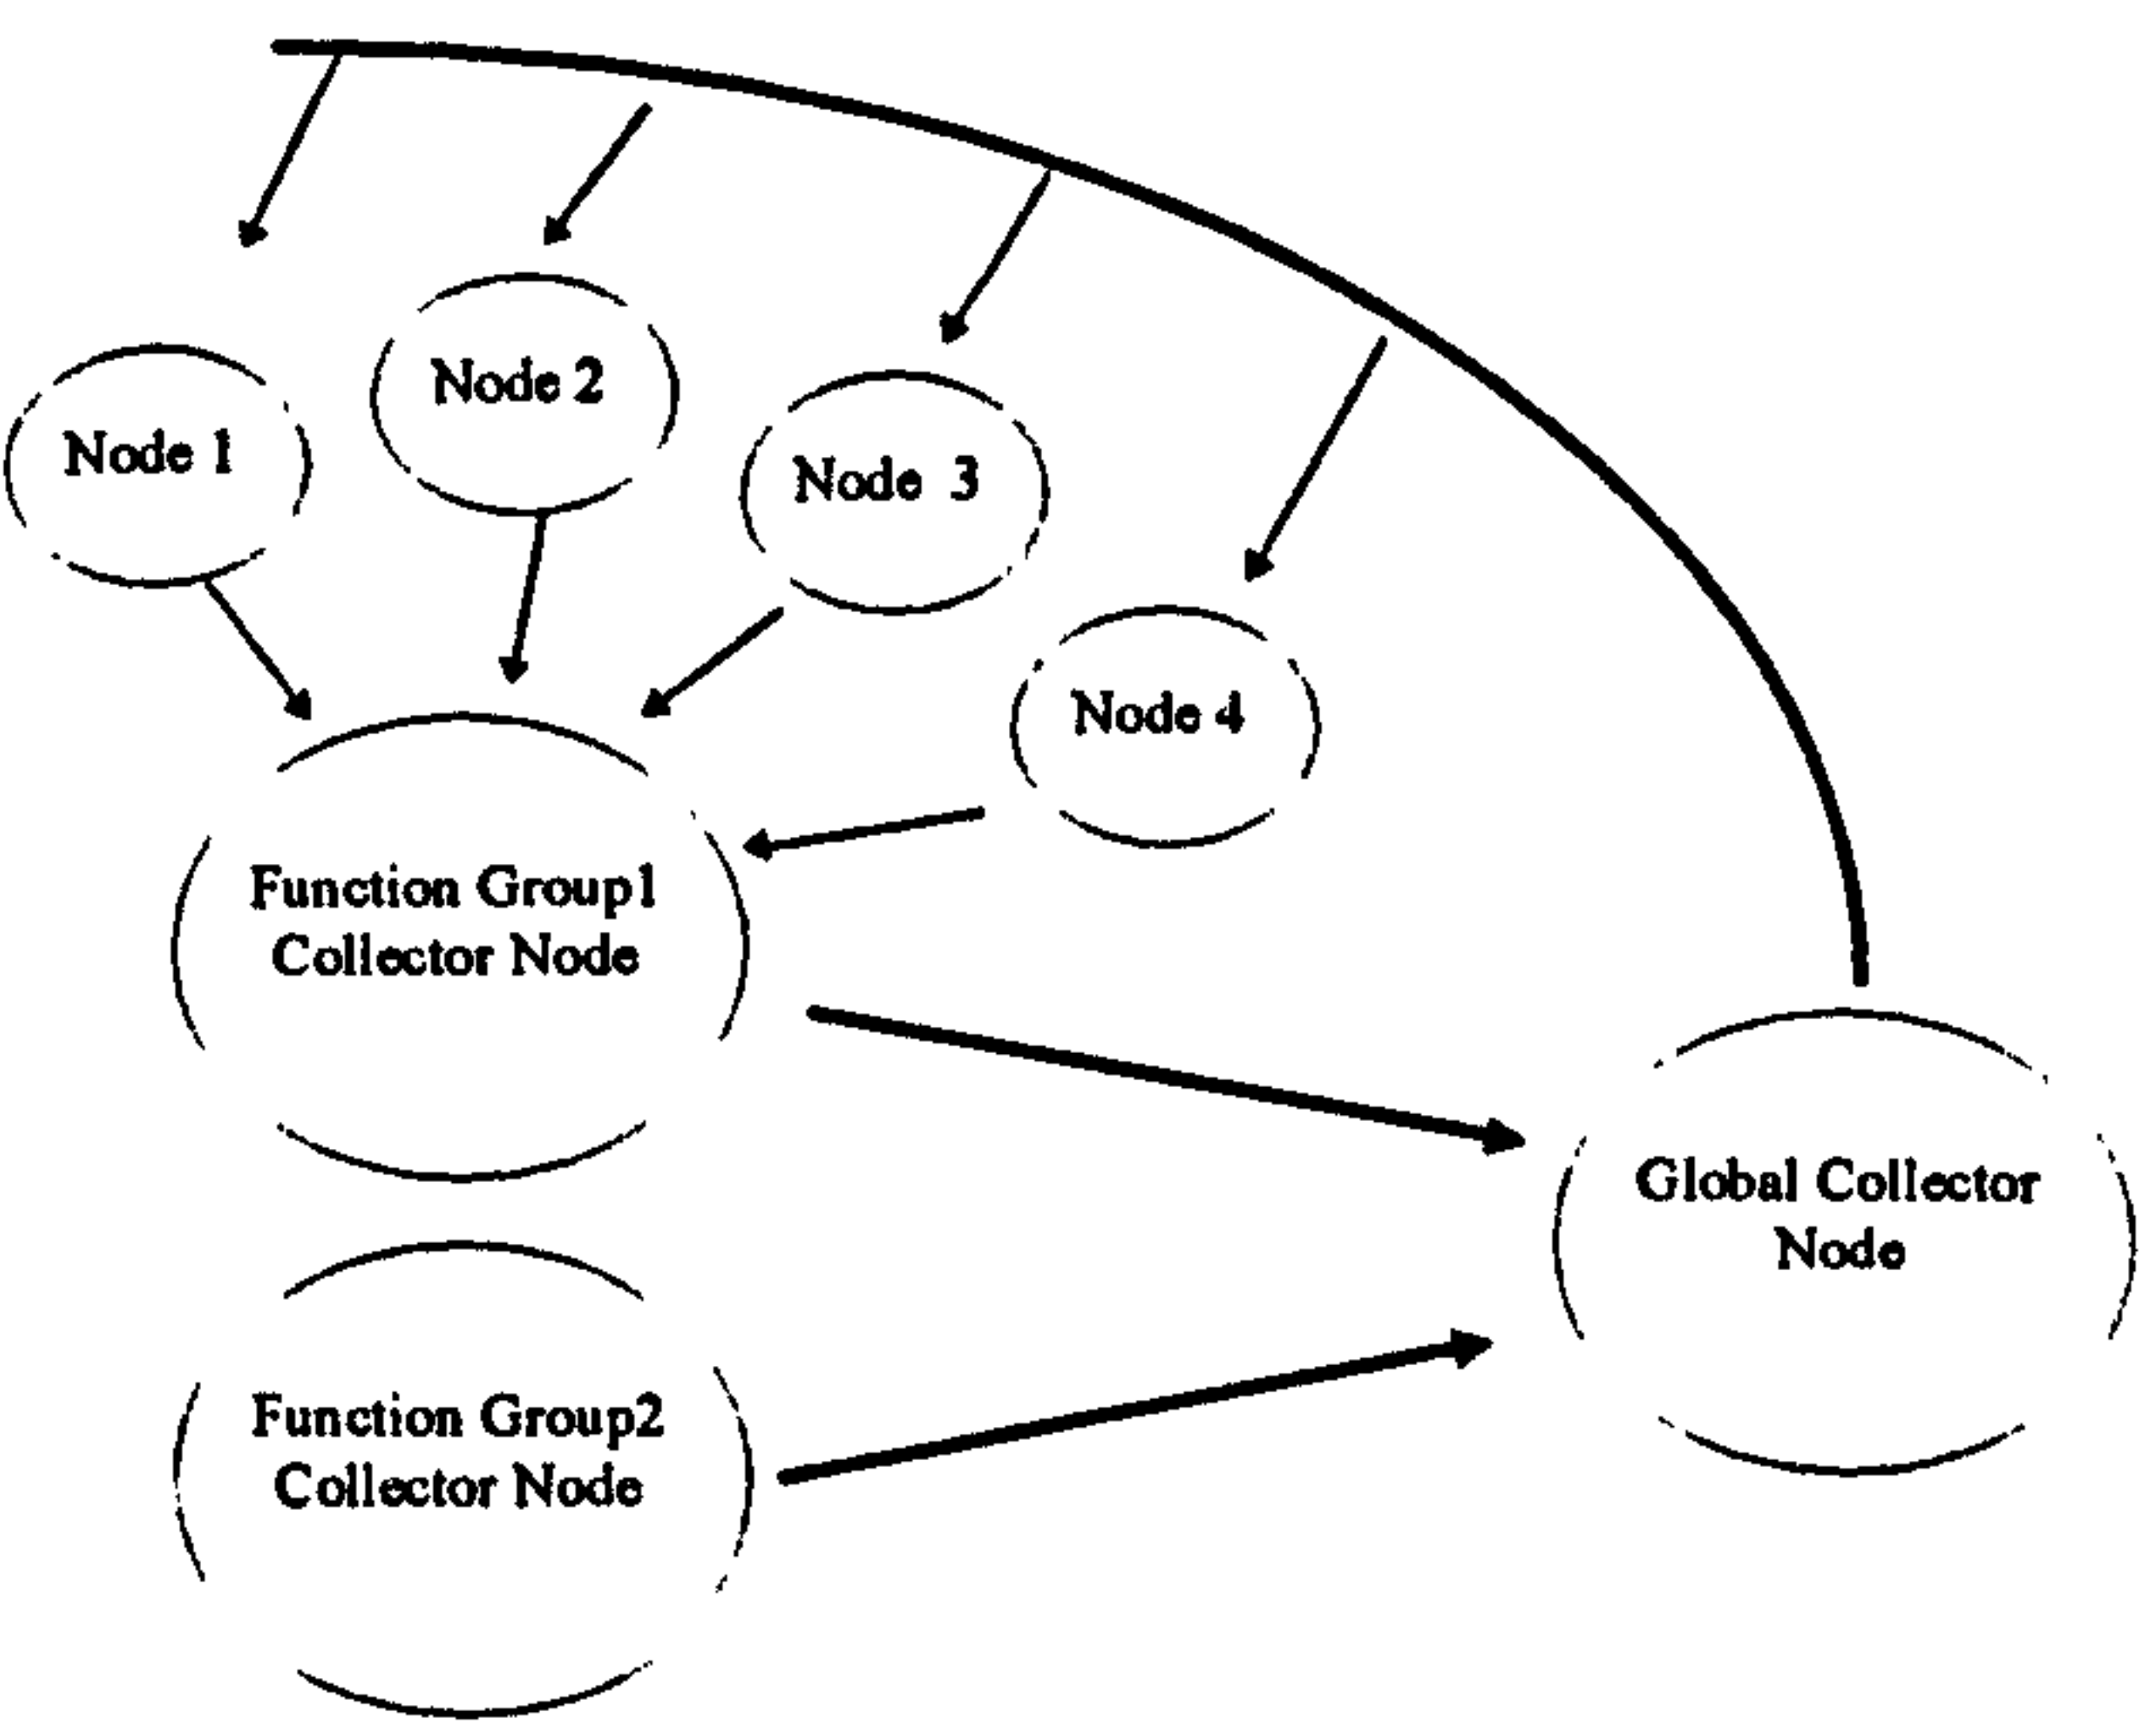 Node 1
Node 2
Node 3
Node 4
Function Group1
Collector Node
Global Collector
Node
Function Group2
Collector Node